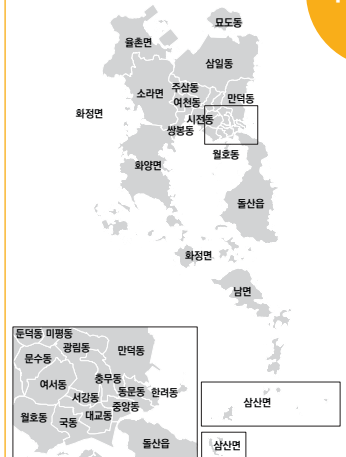 묘도동
율촌면
삼일동
소라면
주삼동
여천동
만덕동
화정면
시전동
쌍봉동
월호동
화양면
돌산읍
화정면
남면
둔덕동 미평동
광림동
만덕동
문수동
여서동
충무동
동문동
한려동
서강동
중앙동
월호동
국동
대교동
돌산읍
삼산면
삼산면